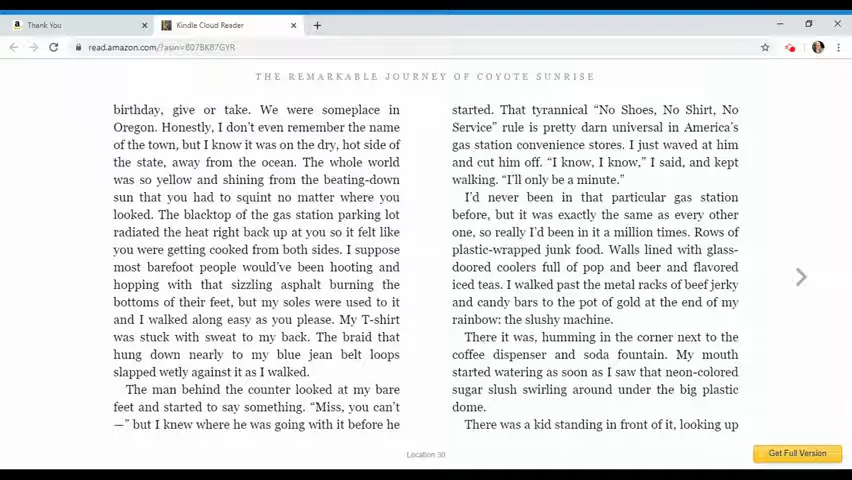 Thank You
Kindle Cloud Reader
read.amazon.com/?asin=B07BK87GYR
THE REMARKABLE JOURNEY OF COYOTE SUNRISE
birthday, give or take. We were someplace in
Oregon. Honestly, I don't even remember the name
of the town, but I know it was on the dry, hot side of
the state, away from the ocean. The whole world
was so yellow and shining from the beating-down
sun that you had to squint no matter where you
looked. The blacktop of the gas station parking lot
radiated the heat right back up at you so it felt like
you were getting cooked from both sides. I suppose
most barefoot people would've been hooting and
hopping with that sizzling asphalt burning the
bottoms of their feet, but my soles were used to it
and I walked along easy as you please. My T-shirt
was stuck with sweat to my back. The braid that
hung down nearly to my blue jean belt loops
slapped wetly against it as I walked.
The man behind the counter looked at my bare
feet and started to say something. “Miss, you can't
—” but I knew where he was going with it before he
started. That tyrannical “No Shoes, No Shirt, No
Service” rule is pretty darn universal in America's
gas station convenience stores. I just waved at him
and cut him off. “I know, I know,” I said, and kept
walking. “I'll only be a minute.”
I'd never been in that particular gas station
before, but it was exactly the same as every other
one, so really I'd been in it a million times. Rows of
plastic-wrapped junk food. Walls lined with glass-
doored coolers full of pop and beer and flavored
iced teas. I walked past the metal racks of beef jerky
and candy bars to the pot of gold at the end of my
rainbow: the slushy machine.
There it was, humming in the corner next to the
coffee dispenser and soda fountain. My mouth
started watering as soon as I saw that neon-colored
sugar slush swirling around under the big plastic
dome.
There was a kid standing in front of it, looking up
Location 30
Get Full Version